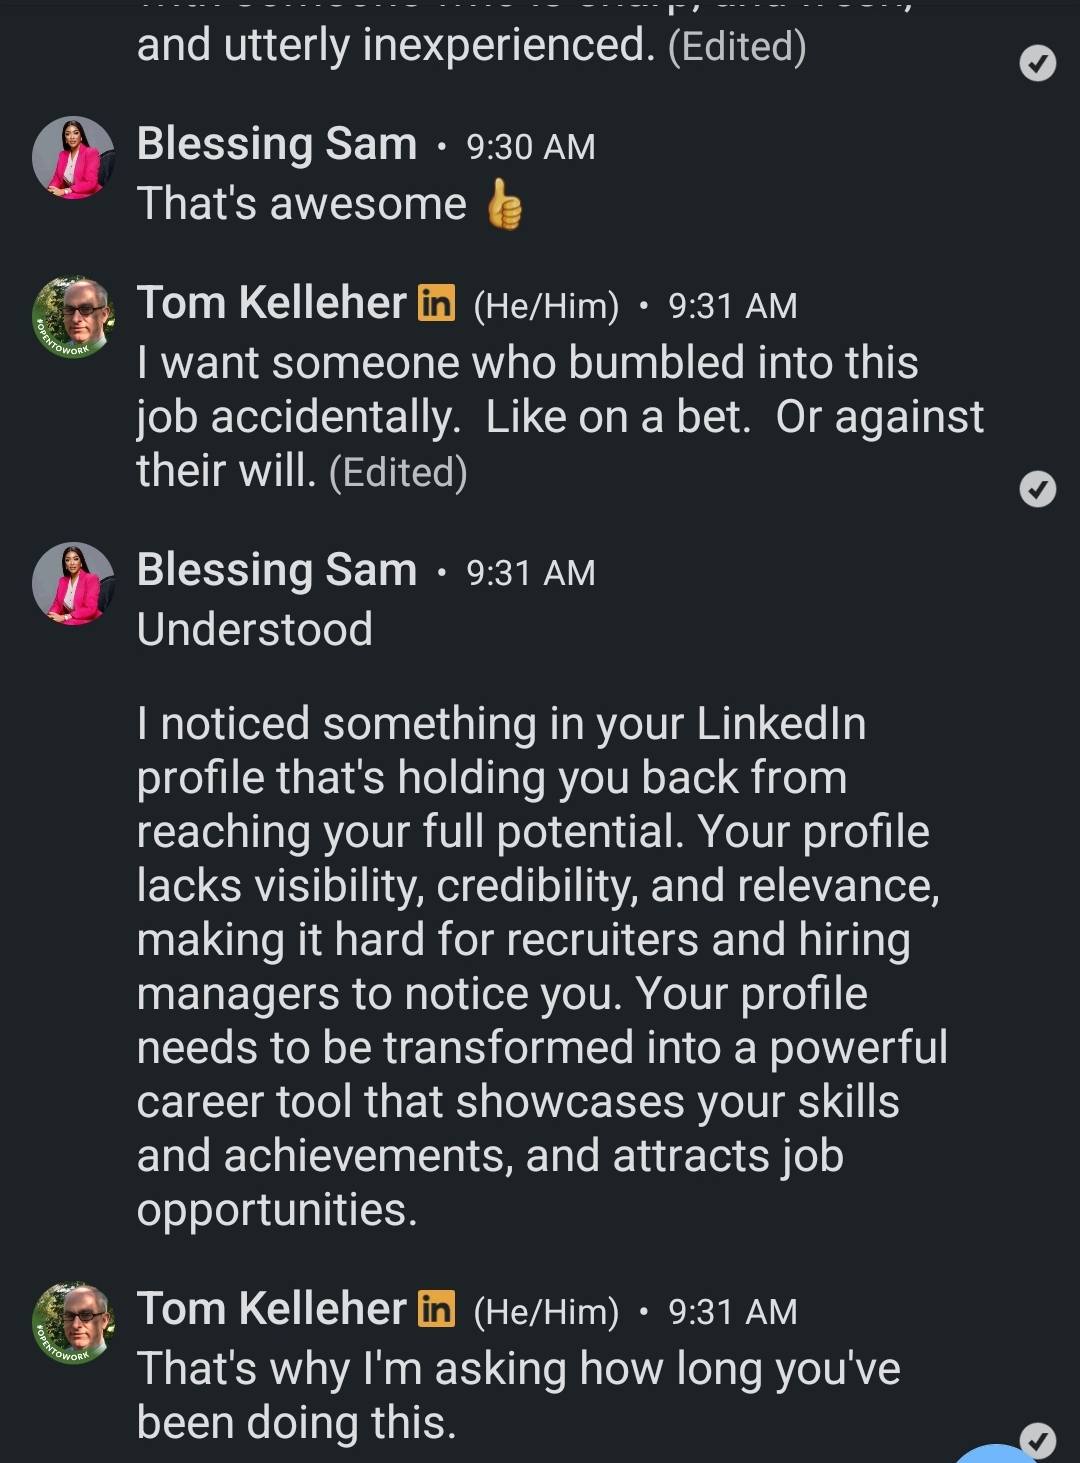 and utterly inexperienced. (Edited)
Blessing Sam • 9:30 AM
That's awesome 👍
Tom Kelleher in (He/Him) • 9:31 AM
I want someone who bumbled into this
job accidentally.  Like on a bet.  Or against
their will. (Edited)
Blessing Sam • 9:31 AM
Understood
I noticed something in your LinkedIn
profile that's holding you back from
reaching your full potential. Your profile
lacks visibility, credibility, and relevance,
making it hard for recruiters and hiring
managers to notice you. Your profile
needs to be transformed into a powerful
career tool that showcases your skills
and achievements, and attracts job
opportunities.
Tom Kelleher in (He/Him) • 9:31 AM
That's why I'm asking how long you've
been doing this.
#OPENTOWORK
#OPENTOWORK